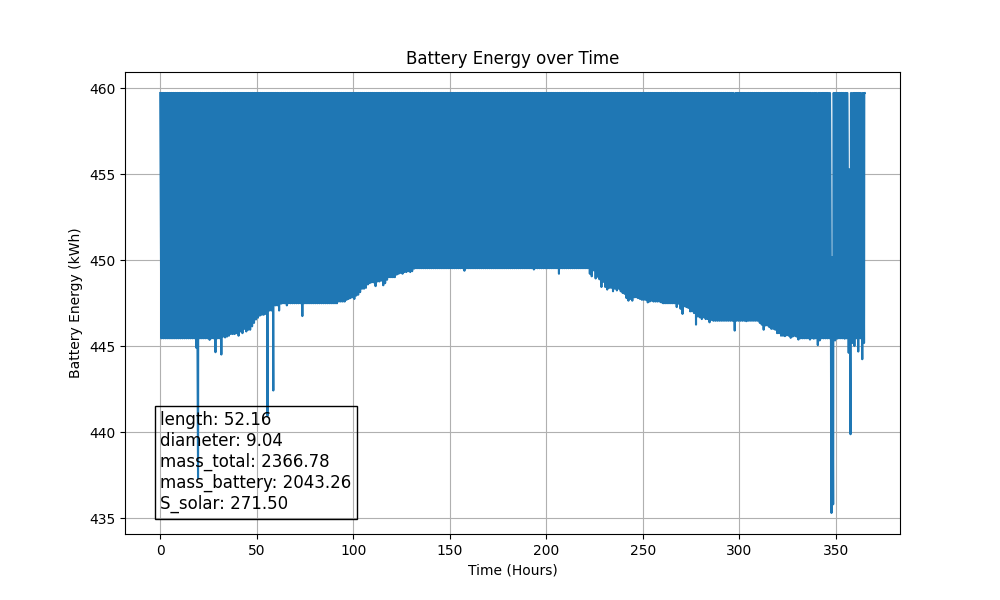 Battery Energy over Time
Battery Energy (kWh)
460
455
450
445
440
435
length: 52.16
diameter: 9.04
mass_total: 2366.78
mass_battery: 2043.26
S_solar: 271.50
0 50 100 150 200 250 300 350
Time (Hours)